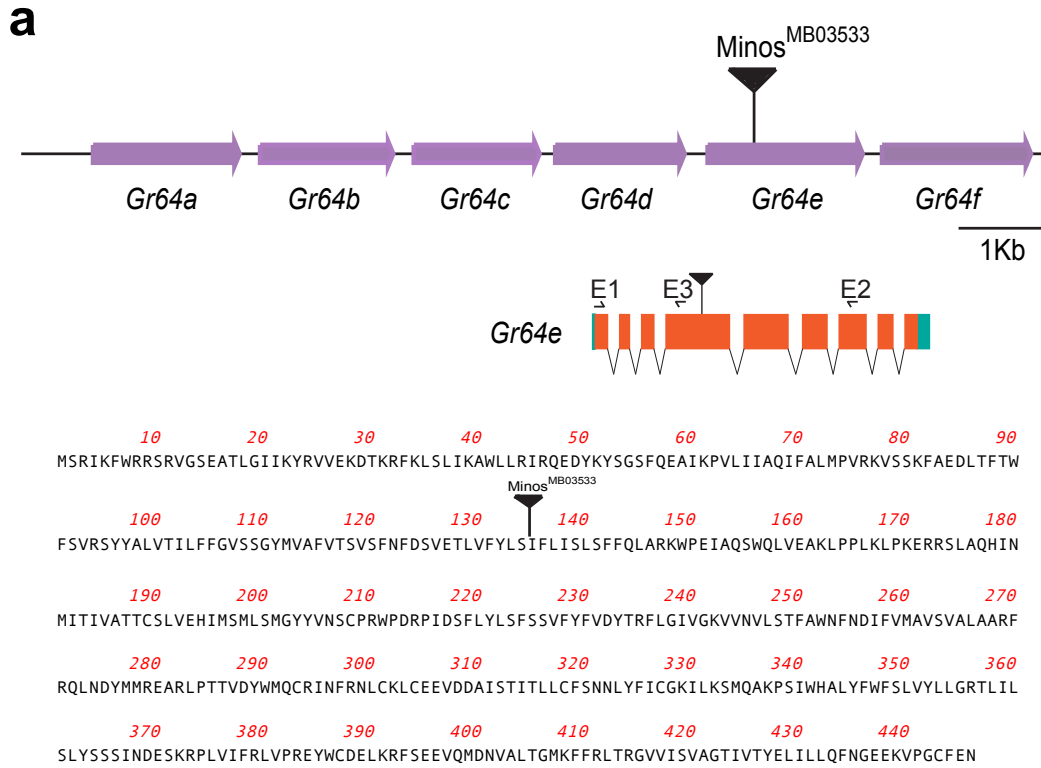 a
Minos^MB03533
Gr64a Gr64b Gr64c Gr64d Gr64e Gr64f
1Kb
E1 E3 E2
Gr64e
10 20 30 40 50 60 70 80 90
MSRIKFWRRSRVGSEATLGIIKYRVVEKDTKRFKLSLIKAWLLRIRQEDYKYSGSFQEAIKPVLIIAQIFALMPVRKVSSKFAEDLTFTW
Minos^MB03533
100 110 120 130 140 150 160 170 180
FSVRSYYALVTILFFGVSSGYMVAFVTSVSFNFDSVETLVFYLSIFLISLSFFQLARKWPEIAQSWQLVEAKLPPLKLPKERRSLAQHIN
190 200 210 220 230 240 250 260 270
MITIVATTCSLVEHIMSMLSMGYYVNSCPRWPDRPIDSFLYLSFSSVFYFVDYTRFLGIVGKVVNVLSTFAWNFNDIFVMAVSVALAARF
280 290 300 310 320 330 340 350 360
RQLNDYMMREARLPTTVDYWMQCRINFRNLCKLCEEVDDAISTITLLCFSNNLYFICGKILKSMQAKPSIWHALYFWFSLVYLLGRTLIL
370 380 390 400 410 420 430 440
SLYSSSINDESKRPLVIFRLVPREYWCDELKRFSEEVQMDNVALTGMKFFRLTRGVVISVAGTIVTYELILLQFNGEEKVPGCFEN